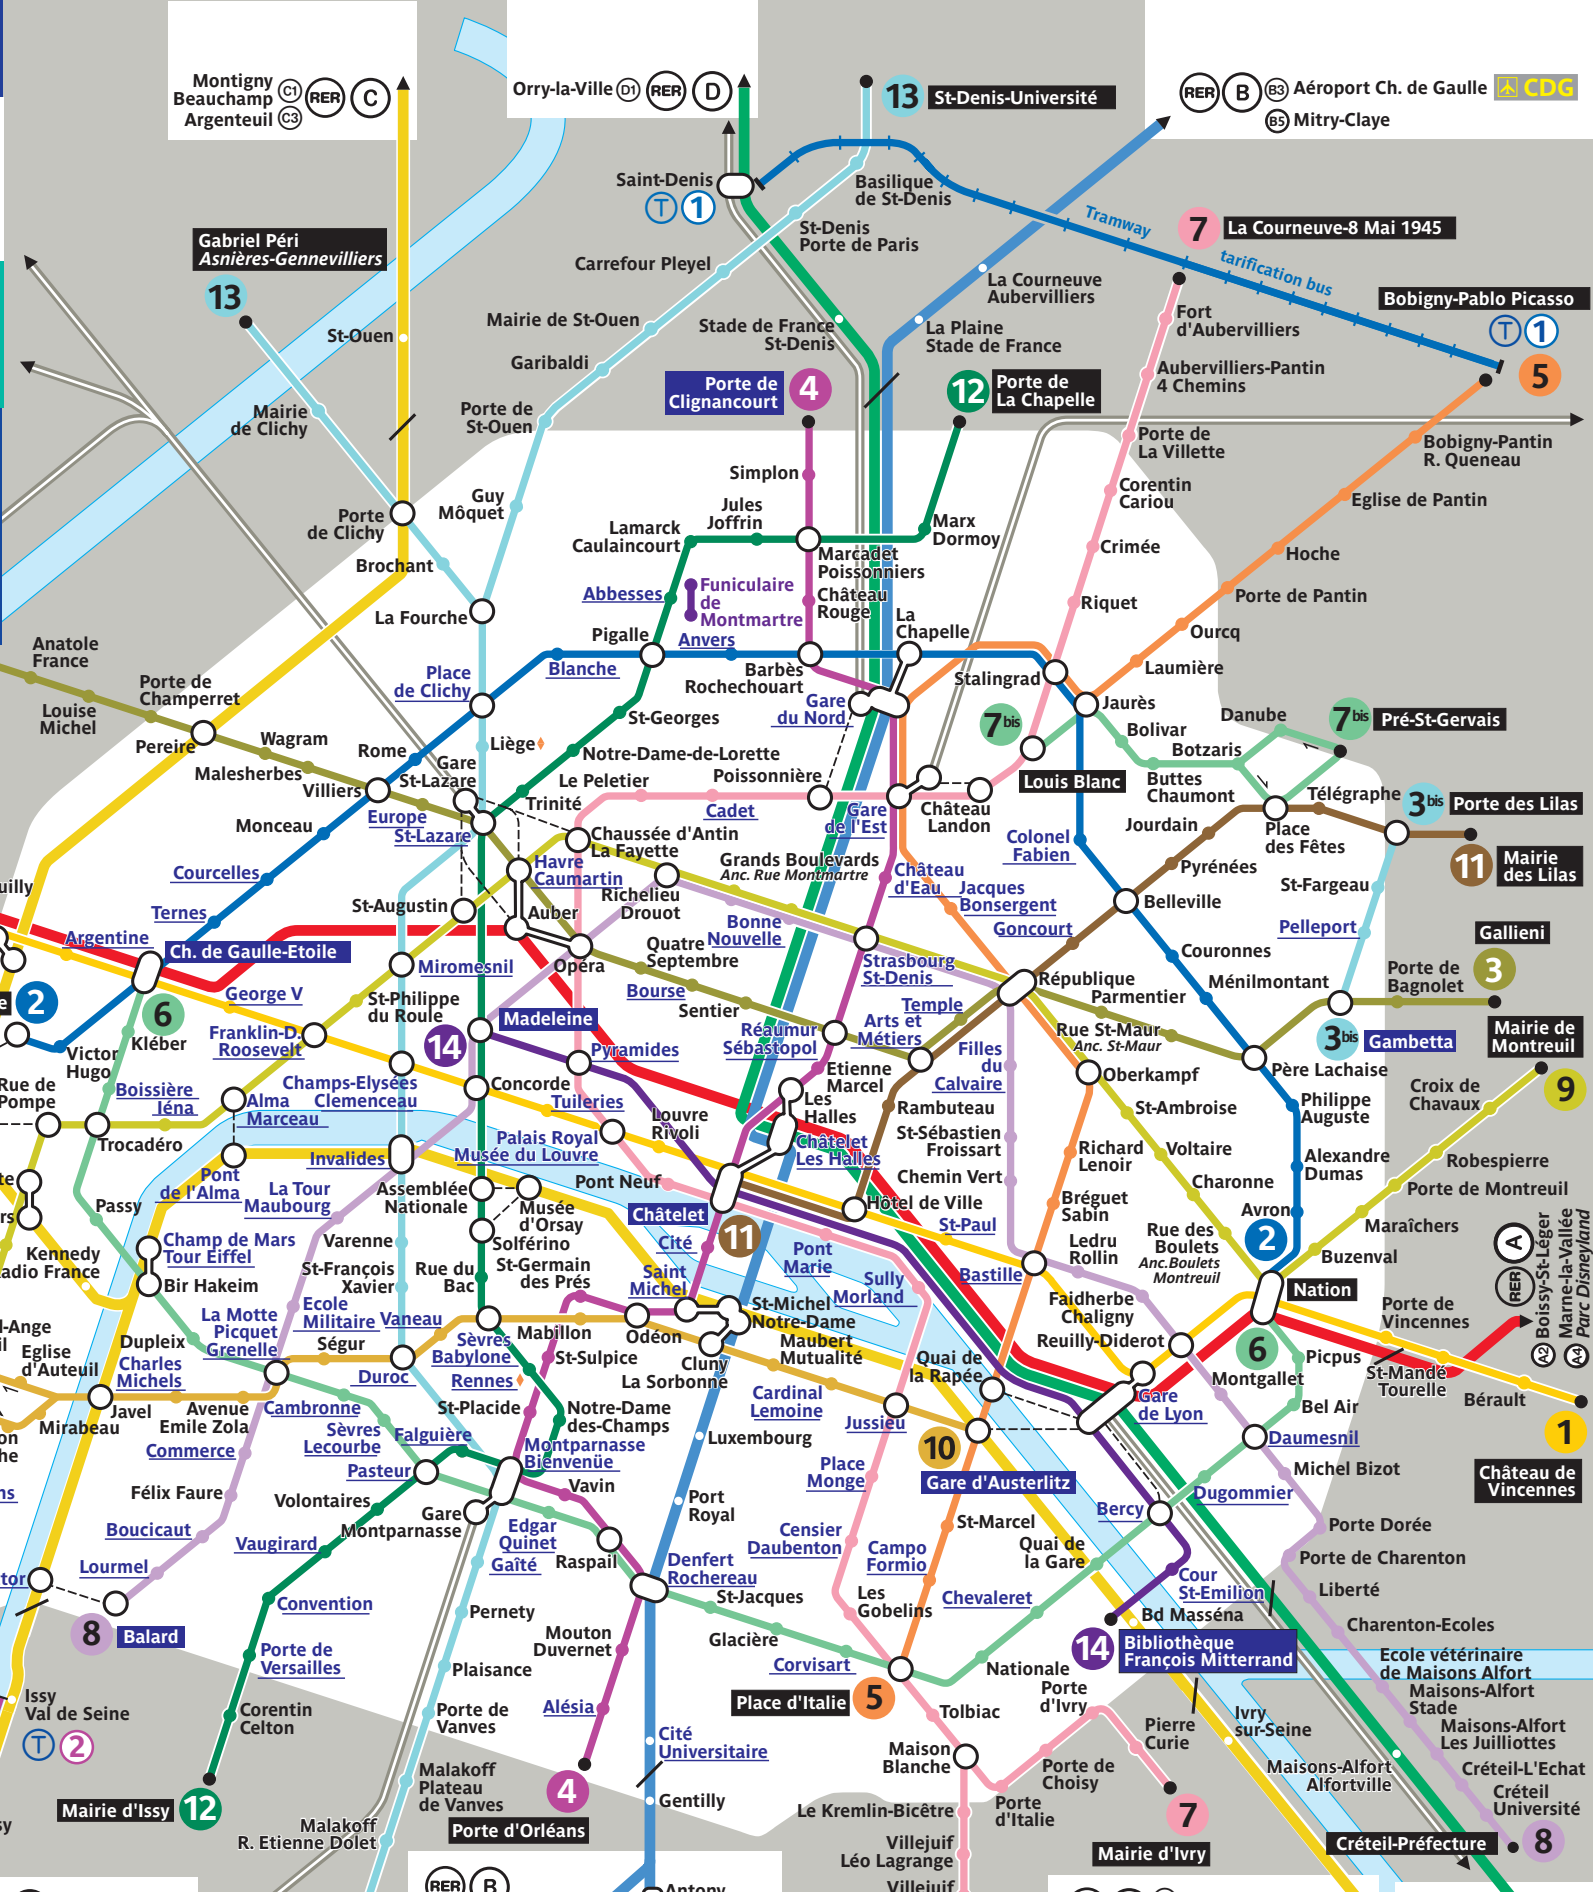 Montigny
Beauchamp
Argenteuil
C1
C3
RER
C
Orry-la-Ville
D1
RER
D
13
St-Denis-Université
RER
B
B3
Aéroport Ch. de Gaulle
CDG
B5
Mitry-Claye
Saint-Denis
T
1
Basilique
de St-Denis
Tramway
tarification bus
7
La Courneuve-8 Mai 1945
Gabriel Péri
Asnières-Gennevilliers
13
St-Denis
Porte de Paris
Carrefour Pleyel
La Courneuve
Aubervilliers
Bobigny-Pablo Picasso
T
1
5
St-Ouen
Mairie de St-Ouen
Stade de France
St-Denis
La Plaine
Stade de France
Fort
d'Aubervilliers
Garibaldi
Aubervilliers-Pantin
4 Chemins
Porte de
Clignancourt
4
12
Porte de
La Chapelle
Mairie
de Clichy
Porte de
St-Ouen
Porte de
La Villette
Bobigny-Pantin
R. Queneau
Simplon
Corentin
Cariou
Eglise de Pantin
Guy
Môquet
Jules
Joffrin
Porte
de Clichy
Lamarck
Caulaincourt
Marx
Dormoy
Marcadet
Poissonniers
Crimée
Hoche
Brochant
Abbesses
Funiculaire
de
Montmartre
Château
Rouge
Riquet
Porte de Pantin
La Fourche
La
Chapelle
Pigalle
Anvers
Ourcq
Anatole
France
Blanche
Barbès
Rochechouart
Stalingrad
Laumière
Place
de Clichy
Porte de
Champerret
Louise
Michel
Gare
du Nord
Jaurès
7bis
Danube
7bis
Pré-St-Gervais
St-Georges
Bolivar
Pereire
Wagram
Rome
Liège
Notre-Dame-de-Lorette
Botzaris
Malesherbes
Gare
St-Lazare
Le Peletier
Poissonnière
Louis Blanc
Buttes
Chaumont
Télégraphe
3bis
Porte des Lilas
Villiers
Trinité
Cadet
Gare
de l'Est
Château
Landon
Monceau
Europe
St-Lazare
Chaussée d'Antin
La Fayette
Colonel
Fabien
Jourdain
Place
des Fêtes
11
Mairie
des Lilas
Courcelles
Havre
Caumartin
Grands Boulevards
Anc. Rue Montmartre
Château
d'Eau
Pyrénées
St-Fargeau
Richelieu
Drouot
Jacques
Bonsergent
Belleville
Ternes
St-Augustin
Auber
Bonne
Nouvelle
Goncourt
Pelleport
Gallieni
3
Argentine
Ch. de Gaulle-Etoile
Quatre
Septembre
Strasbourg
St-Denis
Couronnes
Miromesnil
Opéra
République
Ménilmontant
Porte de
Bagnolet
2
George V
Bourse
Sentier
Temple
Parmentier
6
Kléber
St-Philippe
du Roule
Madeleine
Réaumur
Sébastopol
Arts et
Métiers
Rue St-Maur
Anc. St-Maur
3bis
Gambetta
Mairie de
Montreuil
Franklin-D.
Roosevelt
14
Pyramides
Filles
du
Calvaire
Victor
Hugo
Père Lachaise
9
Rue de
Pompe
Boissière
Iéna
Champs-Elysées
Clemenceau
Concorde
Etienne
Marcel
Oberkampf
Croix de
Chavaux
Alma
Marceau
Tuileries
Louvre
Rivoli
Les
Halles
Rambuteau
St-Ambroise
Philippe
Auguste
Trocadéro
Invalides
Palais Royal
Musée du Louvre
Châtelet
Les Halles
St-Sébastien
Froissart
Richard
Lenoir
Voltaire
Alexandre
Dumas
Robespierre
Pont
de l'Alma
La Tour
Maubourg
Assemblée
Nationale
Pont Neuf
Chemin Vert
Charonne
Porte de Montreuil
Passy
Musée
d'Orsay
Châtelet
Hôtel de Ville
Bréguet
Sabin
Avron
2
Maraîchers
Champ de Mars
Tour Eiffel
Varenne
Solférino
11
Cité
St-Paul
Rue des
Boulets
Anc.Boulets
Montreuil
Buzenval
Kennedy
adio France
St-François
Xavier
Rue du
Bac
St-Germain
des Prés
Pont
Marie
Ledru
Rollin
Bir Hakeim
Saint
Michel
Sully
Morland
Bastille
Nation
A
RER
A2
Boissy-St-Léger
Marne-la-Vallée
A4
Parc Disneyland
La Motte
Picquet
Grenelle
Ecole
Militaire
Vaneau
Mabillon
Odéon
St-Michel
Notre-Dame
Faidherbe
Chaligny
Porte de
Vincennes
Dupleix
Ségur
Sèvres
Babylone
St-Sulpice
Maubert
Mutualité
Reuilly-Diderot
6
Picpus
Eglise
d'Auteuil
Charles
Michels
Duroc
Rennes
Cluny
La Sorbonne
Quai de
la Rapée
Montgallet
St-Mandé
Tourelle
Bérault
1
Château de
Vincennes
Mirabeau
Javel
Avenue
Emile Zola
Cambronne
St-Placide
Notre-Dame
des-Champs
Cardinal
Lemoine
Jussieu
Gare
de Lyon
Bel Air
Commerce
Sèvres
Lecourbe
Falguière
Montparnasse
Bienvenüe
Luxembourg
10
Gare d'Austerlitz
Daumesnil
Pasteur
Place
Monge
Michel Bizot
Félix Faure
Volontaires
Gare
Montparnasse
Vavin
Port
Royal
Bercy
Dugommier
Boucicaut
Vaugirard
Edgar
Quinet
Gaîté
Raspail
Censier
Daubenton
St-Marcel
Quai de
la Gare
Porte Dorée
Lourmel
Denfert
Rochereau
Campo
Formio
Porte de Charenton
8
Balard
Convention
Pernety
St-Jacques
Les
Gobelins
Chevaleret
Cour
St-Emilion
Liberté
Mouton
Duvernet
Glacière
Bd Masséna
Charenton-Ecoles
Porte de
Versailles
Plaisance
Corvisart
14
Bibliothèque
François Mitterrand
Ecole vétérinaire
de Maisons Alfort
Issy
Val de Seine
T
2
Corentin
Celton
Porte de
Vanves
Alésia
Place d'Italie
5
Nationale
Porte
d'Ivry
Maisons-Alfort
Stade
Cité
Universitaire
Tolbiac
Pierre
Curie
Ivry
sur-Seine
Maisons-Alfort
Les Juilliottes
Mairie d'Issy
12
Malakoff
Plateau
de Vanves
4
Porte d'Orléans
Maison
Blanche
Porte de
Choisy
Maisons-Alfort
Alfortville
Créteil-L'Echat
Gentilly
Le Kremlin-Bicêtre
Porte
d'Italie
7
Mairie d'Ivry
Créteil
Université
Malakoff
R. Etienne Dolet
Villejuif
Léo Lagrange
Créteil-Préfecture
8
RER
B
Antony
Villejuif